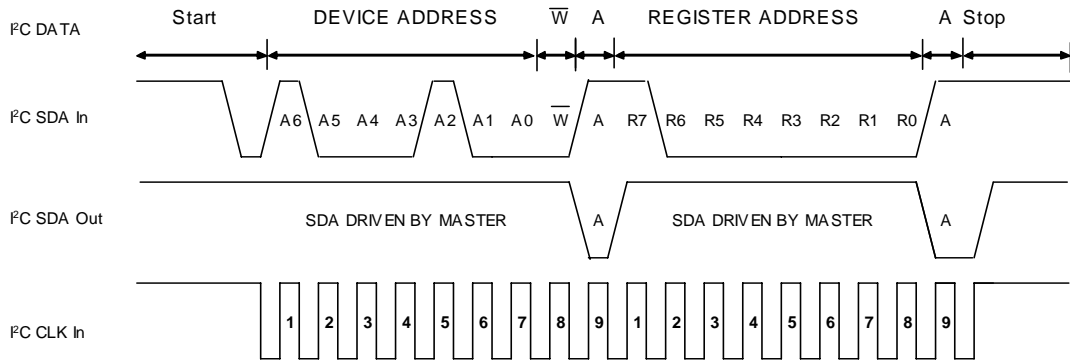 I²C DATA Start DEVICE ADDRESS W̅ A REGISTER ADDRESS A Stop
I²C SDA In A6 A5 A4 A3 A2 A1 A0 W̅ A R7 R6 R5 R4 R3 R2 R1 R0 A
I²C SDA Out SDA DRIVEN BY MASTER A SDA DRIVEN BY MASTER A
I²C CLK In 1 2 3 4 5 6 7 8 9 1 2 3 4 5 6 7 8 9